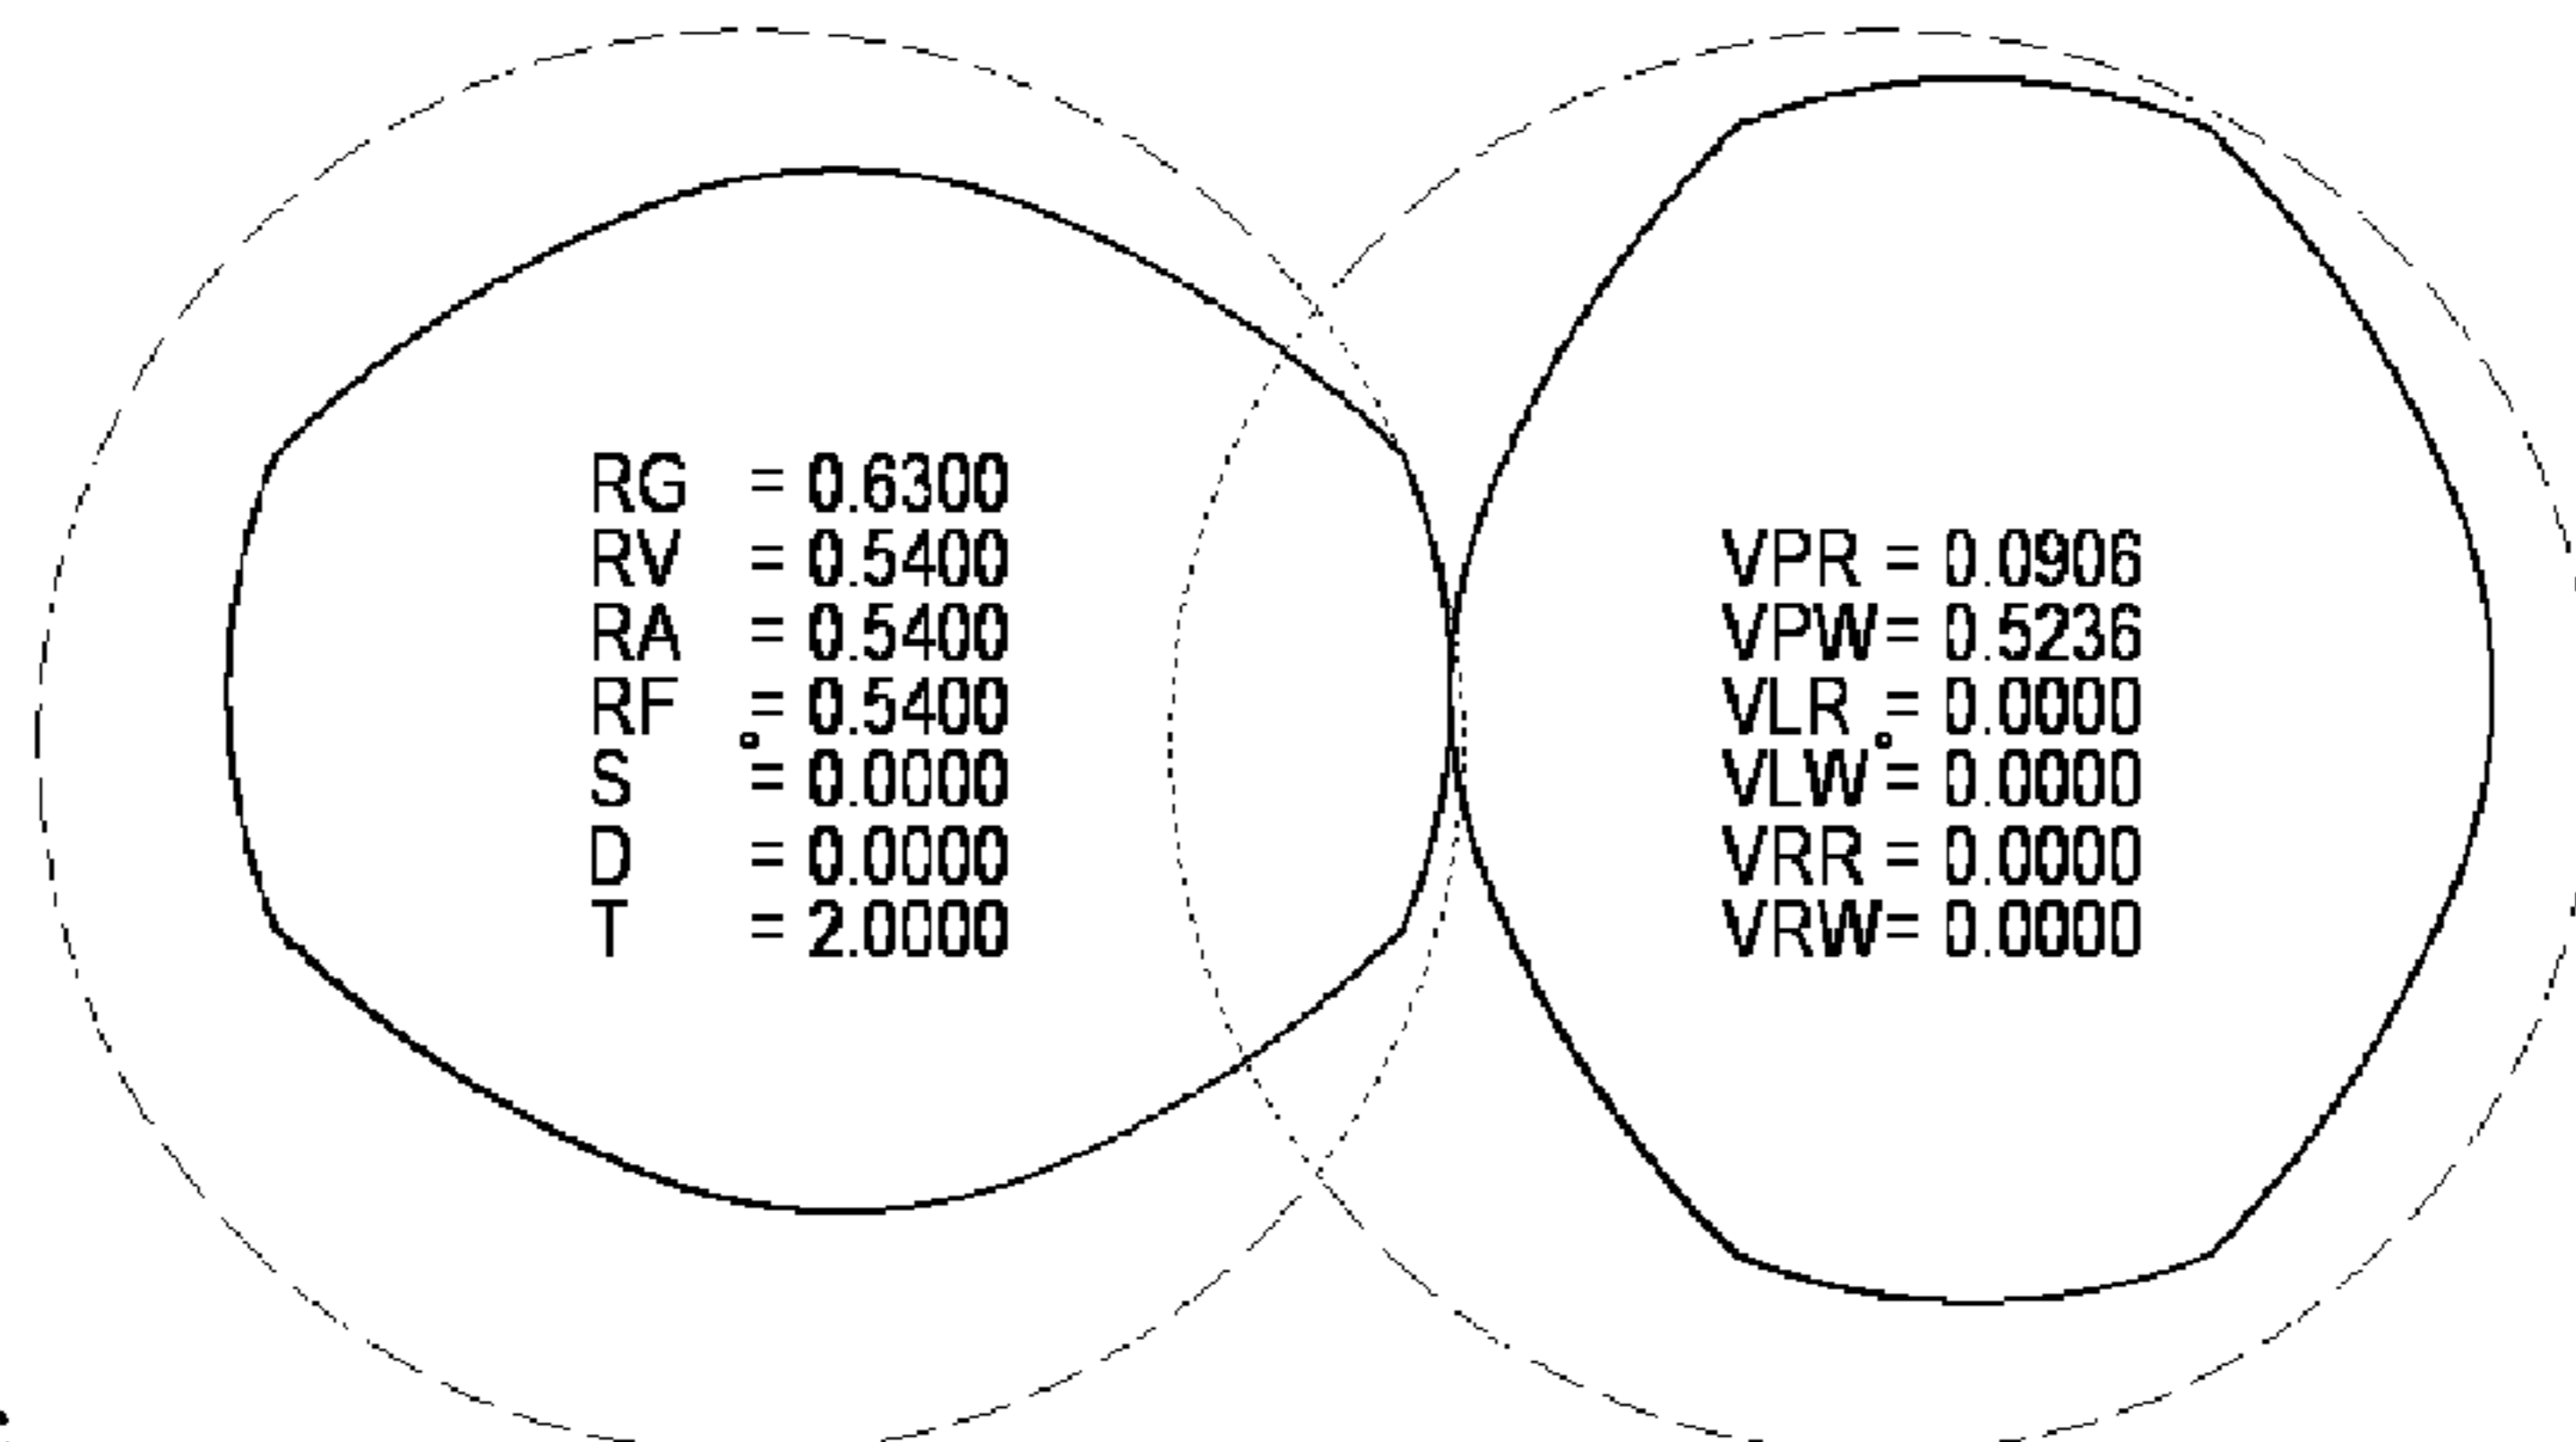 RG = 0.6300
RV = 0.5400
RA = 0.5400
RF = 0.5400
S = 0.0000
D = 0.0000
T = 2.0000
VPR = 0.0906
VPW = 0.5236
VLR = 0.0000
VLW = 0.0000
VRR = 0.0000
VRW = 0.0000